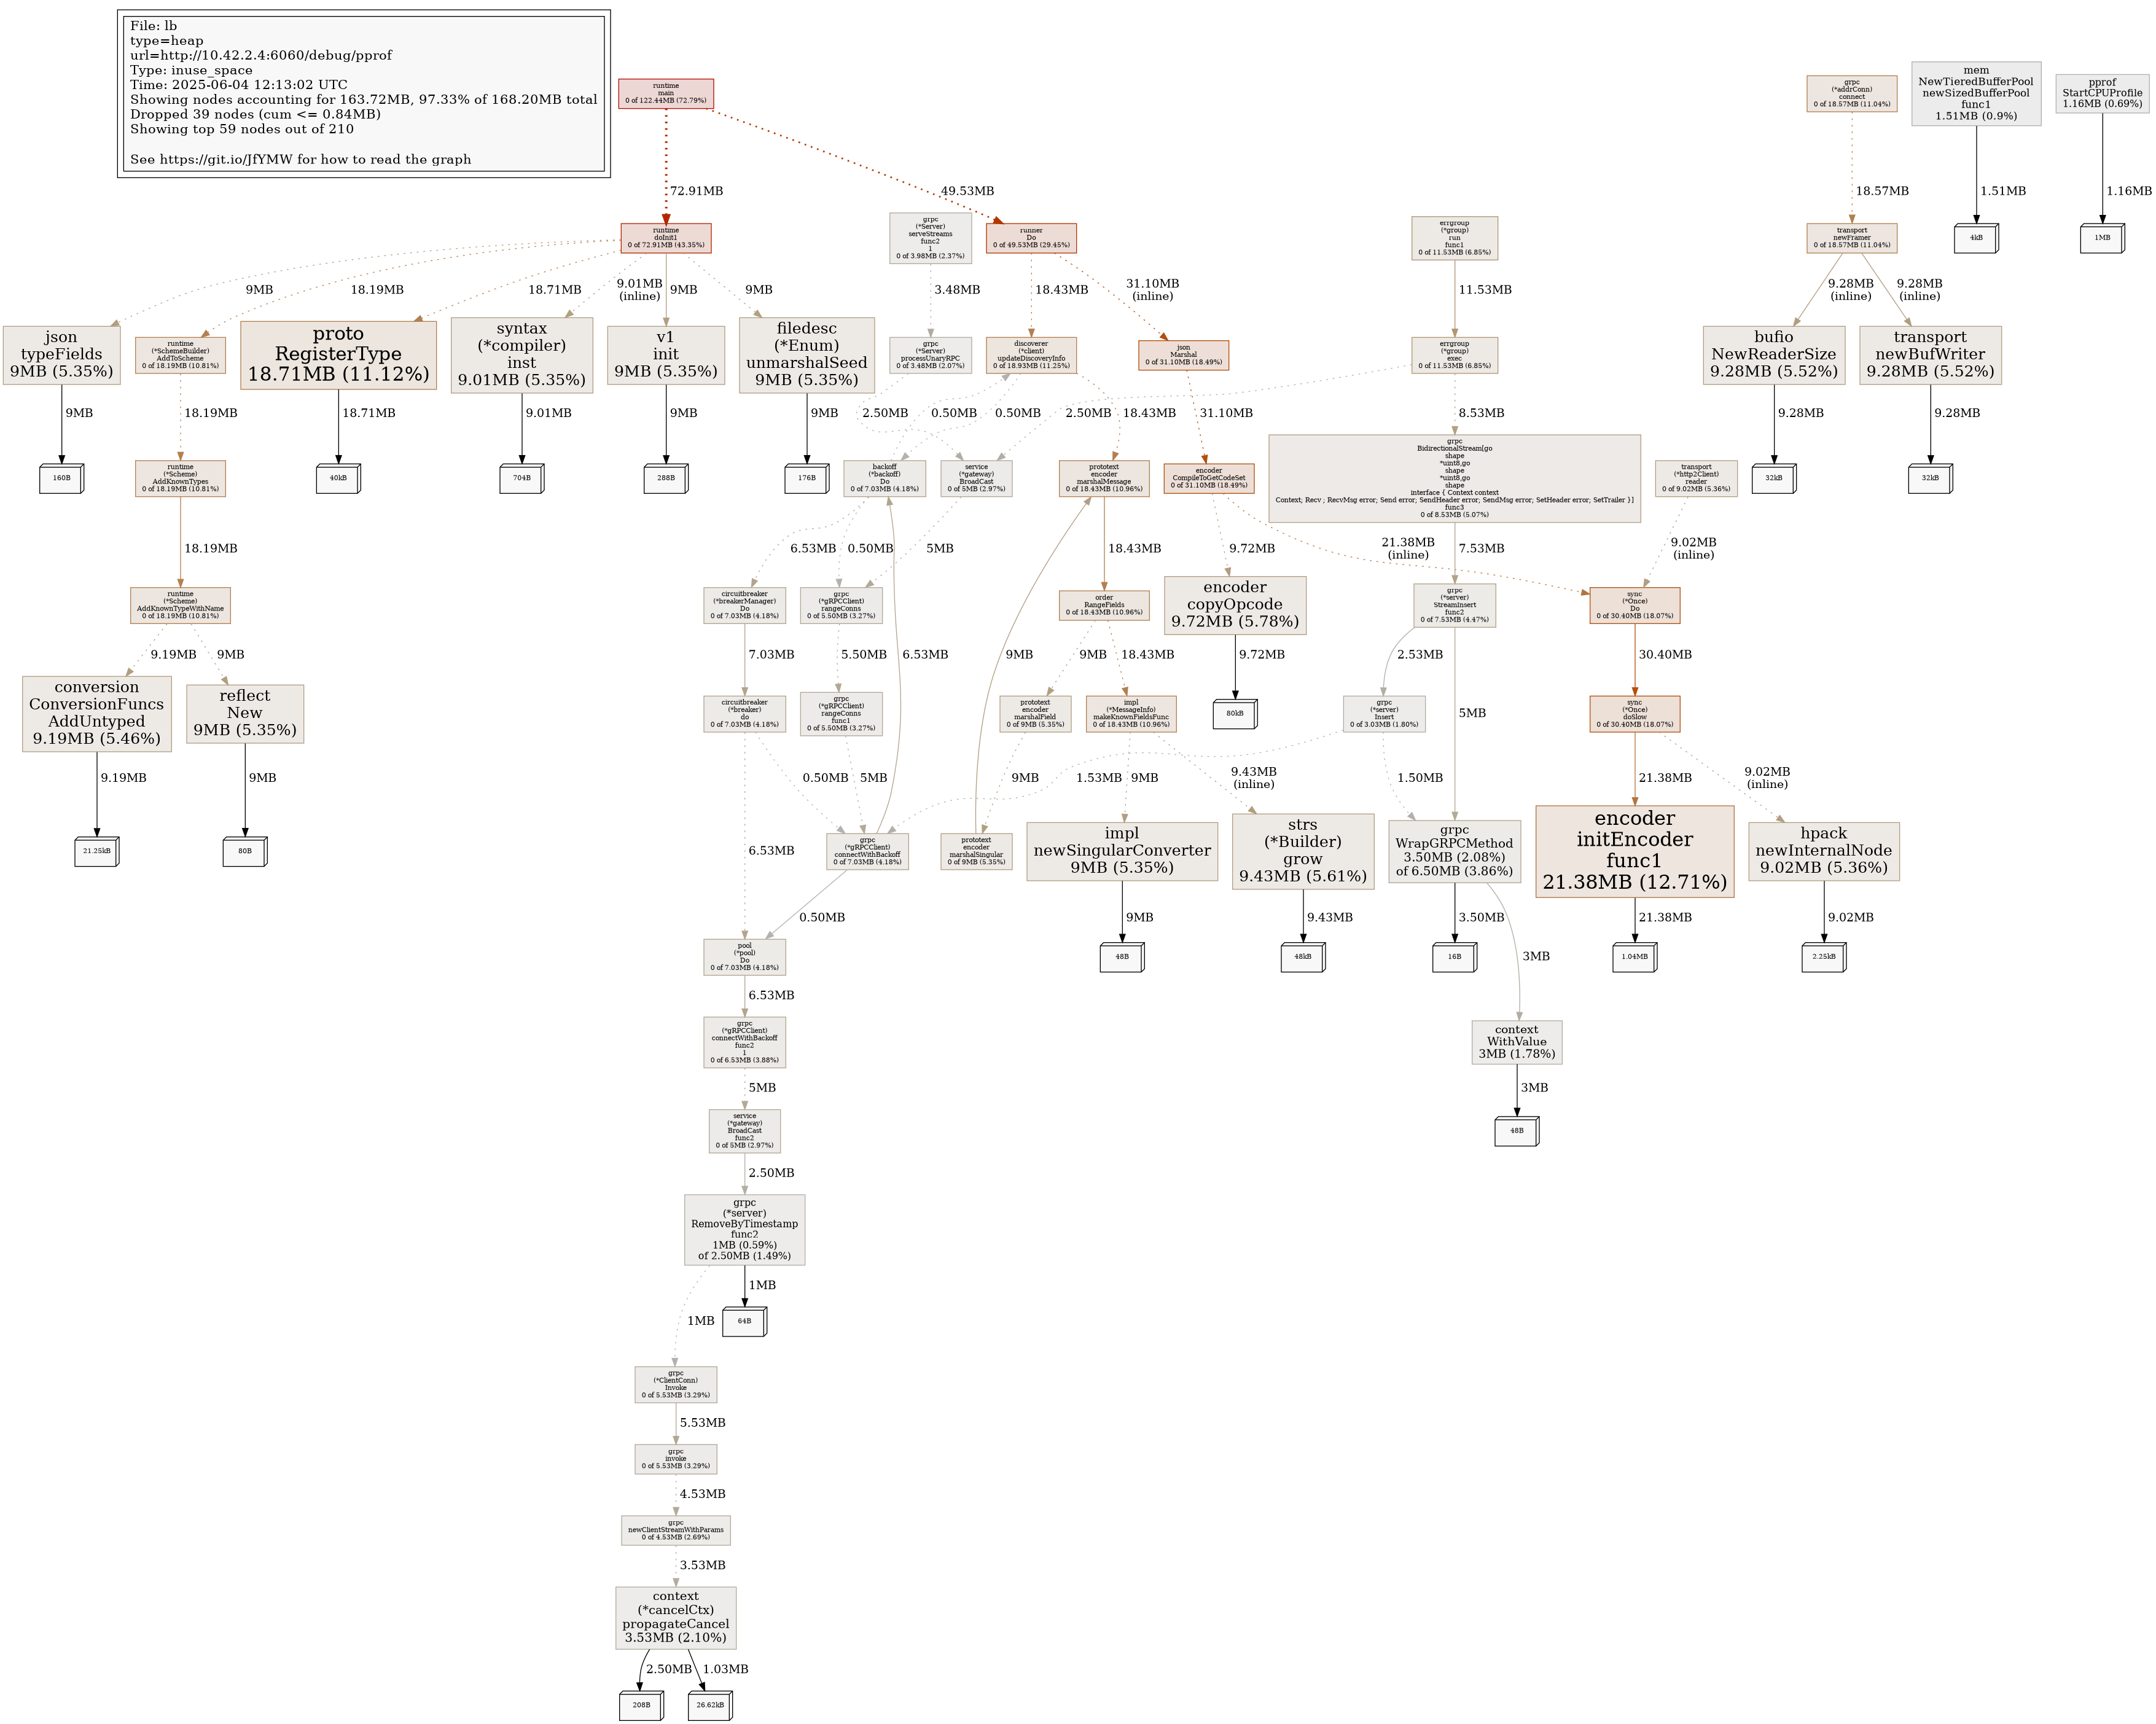 File: lb
type=heap
url=http://10.42.2.4:6060/debug/pprof
Type: inuse_space
Time: 2025-06-04 12:13:02 UTC
Showing nodes accounting for 163.72MB, 97.33% of 168.20MB total
Dropped 39 nodes (cum <= 0.84MB)
Showing top 59 nodes out of 210
See https://git.io/JfYMW for how to read the graph
runtime
main
0 of 122.44MB (72.79%)
grpc
(*addrConn)
connect
0 of 18.57MB (11.04%)
mem
NewTieredBufferPool
newSizedBufferPool
func1
1.51MB (0.9%)
pprof
StartCPUProfile
1.16MB (0.69%)
72.91MB
49.53MB
18.57MB
1.51MB
1.16MB
runtime
doInit1
0 of 72.91MB (43.35%)
grpc
(*Server)
serveStreams
func2
1
0 of 3.98MB (2.37%)
runner
Do
0 of 49.53MB (29.45%)
errgroup
(*group)
run
func1
0 of 11.53MB (6.85%)
transport
newFramer
0 of 18.57MB (11.04%)
4kB
1MB
9MB
18.19MB
18.71MB
9.01MB
(inline)
9MB
9MB
3.48MB
18.43MB
31.10MB
(inline)
11.53MB
9.28MB
(inline)
9.28MB
(inline)
json
typeFields
9MB (5.35%)
runtime
(*SchemeBuilder)
AddToScheme
0 of 18.19MB (10.81%)
proto
RegisterType
18.71MB (11.12%)
syntax
(*compiler)
inst
9.01MB (5.35%)
v1
init
9MB (5.35%)
filedesc
(*Enum)
unmarshalSeed
9MB (5.35%)
grpc
(*Server)
processUnaryRPC
0 of 3.48MB (2.07%)
discoverer
(*client)
updateDiscoveryInfo
0 of 18.93MB (11.25%)
json
Marshal
0 of 31.10MB (18.49%)
errgroup
(*group)
exec
0 of 11.53MB (6.85%)
bufio
NewReaderSize
9.28MB (5.52%)
transport
newBufWriter
9.28MB (5.52%)
9MB
18.19MB
18.71MB
9.01MB
9MB
9MB
2.50MB
0.50MB
0.50MB
2.50MB
18.43MB
31.10MB
8.53MB
9.28MB
9.28MB
160B
runtime
(*Scheme)
AddKnownTypes
0 of 18.19MB (10.81%)
40kB
704B
288B
176B
backoff
(*backoff)
Do
0 of 7.03MB (4.18%)
service
(*gateway)
BroadCast
0 of 5MB (2.97%)
prototext
encoder
marshalMessage
0 of 18.43MB (10.96%)
encoder
CompileToGetCodeSet
0 of 31.10MB (18.49%)
grpc
BidirectionalStream[go
shape
*uint8,go
shape
*uint8,go
shape
interface { Context context
Context; Recv ; RecvMsg error; Send error; SendHeader error; SendMsg error; SetHeader error; SetTrailer }]
func3
0 of 8.53MB (5.07%)
transport
(*http2Client)
reader
0 of 9.02MB (5.36%)
32kB
32kB
18.19MB
6.53MB
0.50MB
5MB
18.43MB
9.72MB
21.38MB
(inline)
7.53MB
9.02MB
(inline)
runtime
(*Scheme)
AddKnownTypeWithName
0 of 18.19MB (10.81%)
circuitbreaker
(*breakerManager)
Do
0 of 7.03MB (4.18%)
grpc
(*gRPCClient)
rangeConns
0 of 5.50MB (3.27%)
order
RangeFields
0 of 18.43MB (10.96%)
encoder
copyOpcode
9.72MB (5.78%)
grpc
(*server)
StreamInsert
func2
0 of 7.53MB (4.47%)
sync
(*Once)
Do
0 of 30.40MB (18.07%)
9.19MB
9MB
7.03MB
5.50MB
6.53MB
9MB
9MB
18.43MB
9.72MB
2.53MB
5MB
30.40MB
conversion
ConversionFuncs
AddUntyped
9.19MB (5.46%)
reflect
New
9MB (5.35%)
circuitbreaker
(*breaker)
do
0 of 7.03MB (4.18%)
grpc
(*gRPCClient)
rangeConns
func1
0 of 5.50MB (3.27%)
prototext
encoder
marshalField
0 of 9MB (5.35%)
impl
(*MessageInfo)
makeKnownFieldsFunc
0 of 18.43MB (10.96%)
80kB
grpc
(*server)
Insert
0 of 3.03MB (1.80%)
sync
(*Once)
doSlow
0 of 30.40MB (18.07%)
9.19MB
9MB
6.53MB
0.50MB
5MB
9MB
1.53MB
9MB
9.43MB
(inline)
1.50MB
21.38MB
9.02MB
(inline)
21.25kB
80B
grpc
(*gRPCClient)
connectWithBackoff
0 of 7.03MB (4.18%)
prototext
encoder
marshalSingular
0 of 9MB (5.35%)
impl
newSingularConverter
9MB (5.35%)
strs
(*Builder)
grow
9.43MB (5.61%)
grpc
WrapGRPCMethod
3.50MB (2.08%)
of 6.50MB (3.86%)
encoder
initEncoder
func1
21.38MB (12.71%)
hpack
newInternalNode
9.02MB (5.36%)
0.50MB
9MB
9.43MB
3.50MB
3MB
21.38MB
9.02MB
pool
(*pool)
Do
0 of 7.03MB (4.18%)
48B
48kB
16B
1.04MB
2.25kB
6.53MB
grpc
(*gRPCClient)
connectWithBackoff
func2
1
0 of 6.53MB (3.88%)
context
WithValue
3MB (1.78%)
5MB
3MB
service
(*gateway)
BroadCast
func2
0 of 5MB (2.97%)
48B
2.50MB
grpc
(*server)
RemoveByTimestamp
func2
1MB (0.59%)
of 2.50MB (1.49%)
1MB
1MB
64B
grpc
(*ClientConn)
Invoke
0 of 5.53MB (3.29%)
5.53MB
grpc
invoke
0 of 5.53MB (3.29%)
4.53MB
grpc
newClientStreamWithParams
0 of 4.53MB (2.69%)
3.53MB
context
(*cancelCtx)
propagateCancel
3.53MB (2.10%)
2.50MB
1.03MB
208B
26.62kB